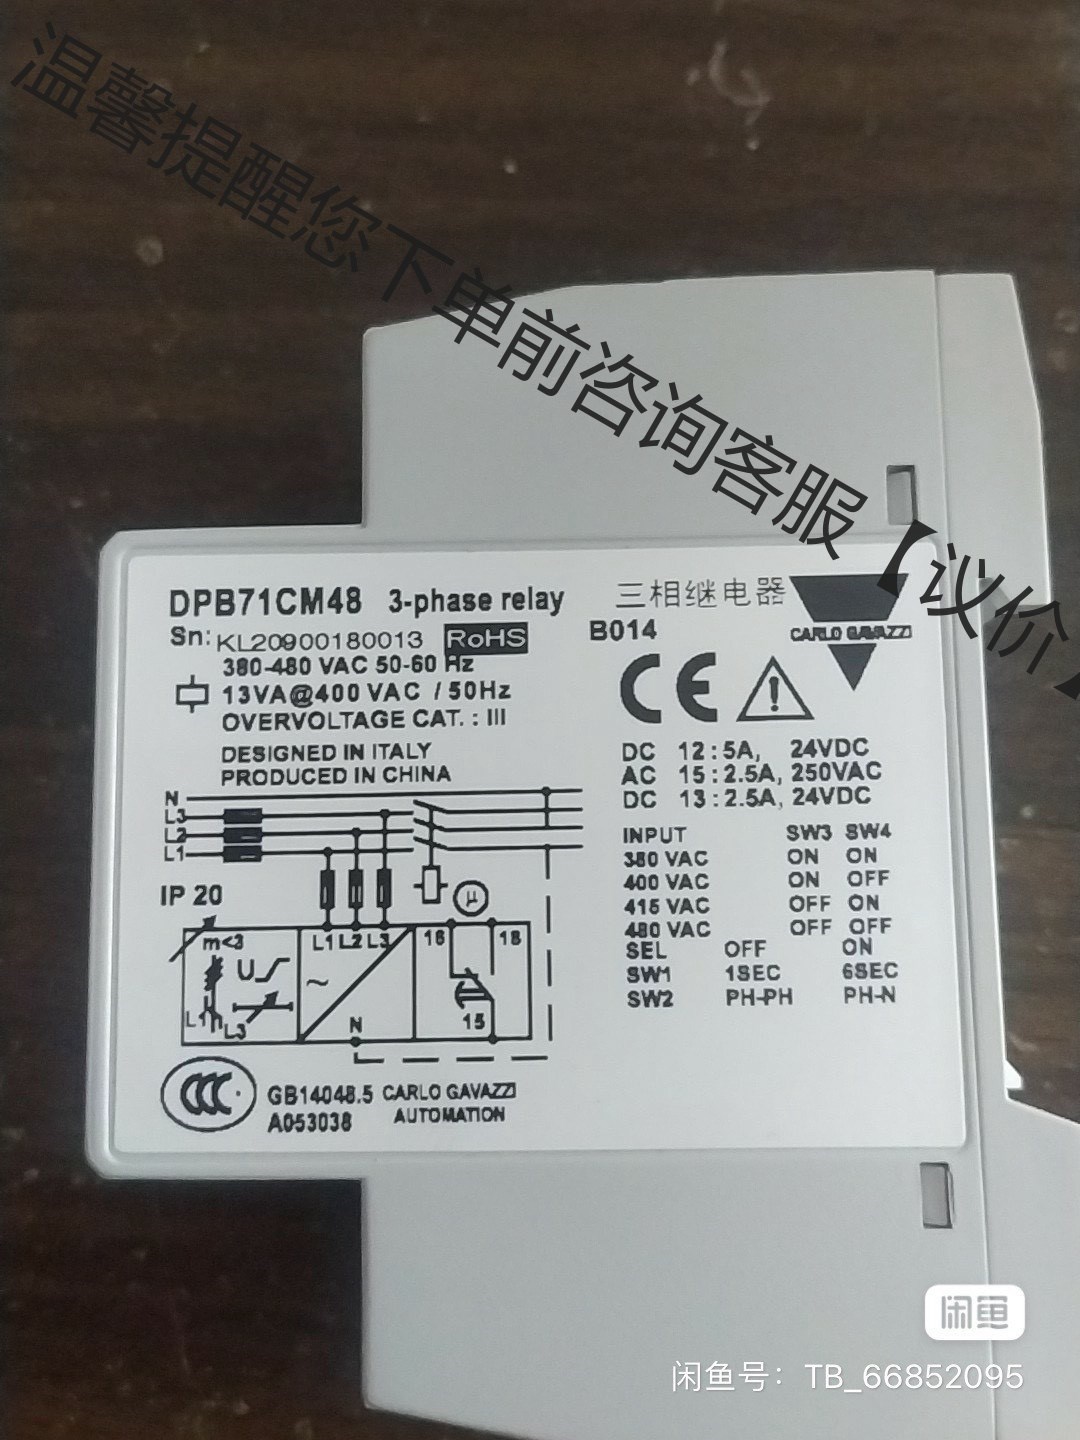 温馨提醒您下单前咨询客服【议价】
DPB71CM48 3-phase relay
三相继电器
Sn: KL20900180013 RoHS
B014
CARLO GAVAZZI
380-480 VAC 50-60 Hz
13VA@400 VAC / 50Hz
OVERVOLTAGE CAT. : III
CE
DESIGNED IN ITALY
PRODUCED IN CHINA
DC 12 : 5A, 24VDC
AC 15 : 2.5A, 250VAC
DC 13 : 2.5A, 24VDC
N
L3
L2
L1
INPUT SW3 SW4
380 VAC ON ON
400 VAC ON OFF
415 VAC OFF ON
480 VAC OFF OFF
SEL OFF ON
SW1 1SEC 6SEC
SW2 PH-PH PH-N
IP 20
μ
m<3
L1 L2 L3
16
18
U
~
L1
L3
N
15
CCC
GB14048.5 CARLO GAVAZZI
A053038 AUTOMATION
闲鱼
闲鱼号：TB_66852095